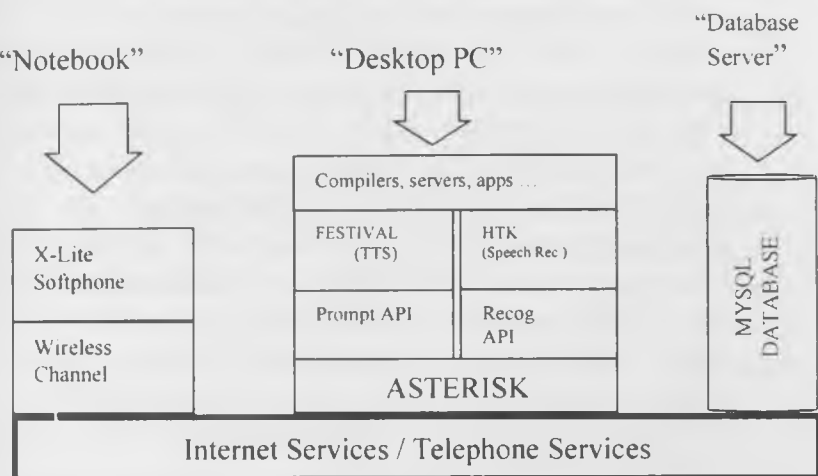 “Notebook”
“Desktop PC”
“Database
Server”
X-Lite
Softphone
Wireless
Channel
Compilers, servers, apps ...
FESTIVAL
(TTS)
HTK
(Speech Rec )
Prompt API
Recog
API
ASTERISK
MYSQL
DATABASE
Internet Services / Telephone Services